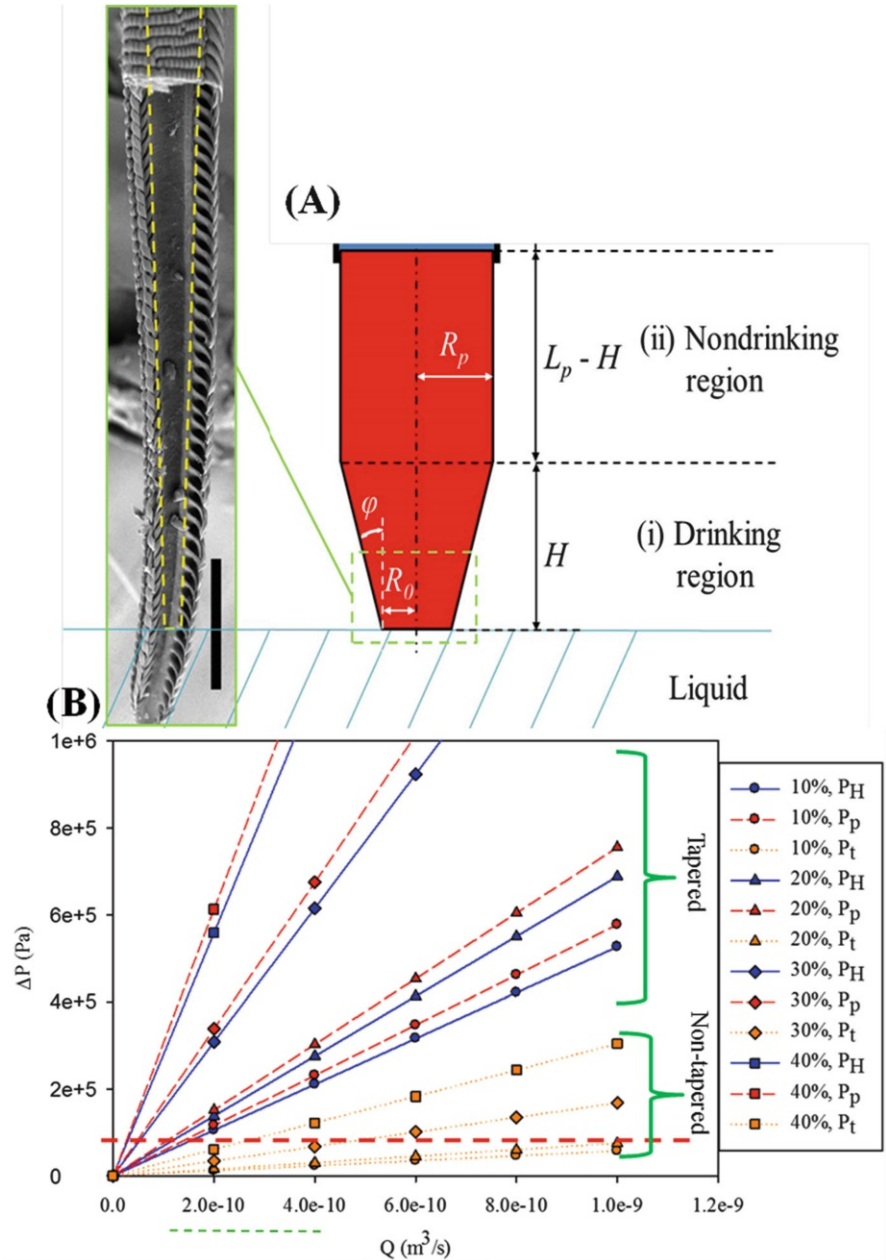 (A)
R_p
L_p - H
(ii) Nondrinking
region
φ
R_0
H
(i) Drinking
region
Liquid
(B)
1e+6
8e+5
6e+5
4e+5
2e+5
0
ΔP (Pa)
0.0
2.0e-10
4.0e-10
6.0e-10
8.0e-10
1.0e-9
1.2e-9
Q (m³/s)
Tapered
Non-tapered
10%, P_H
10%, P_p
10%, P_t
20%, P_H
20%, P_p
20%, P_t
30%, P_H
30%, P_p
30%, P_t
40%, P_H
40%, P_p
40%, P_t